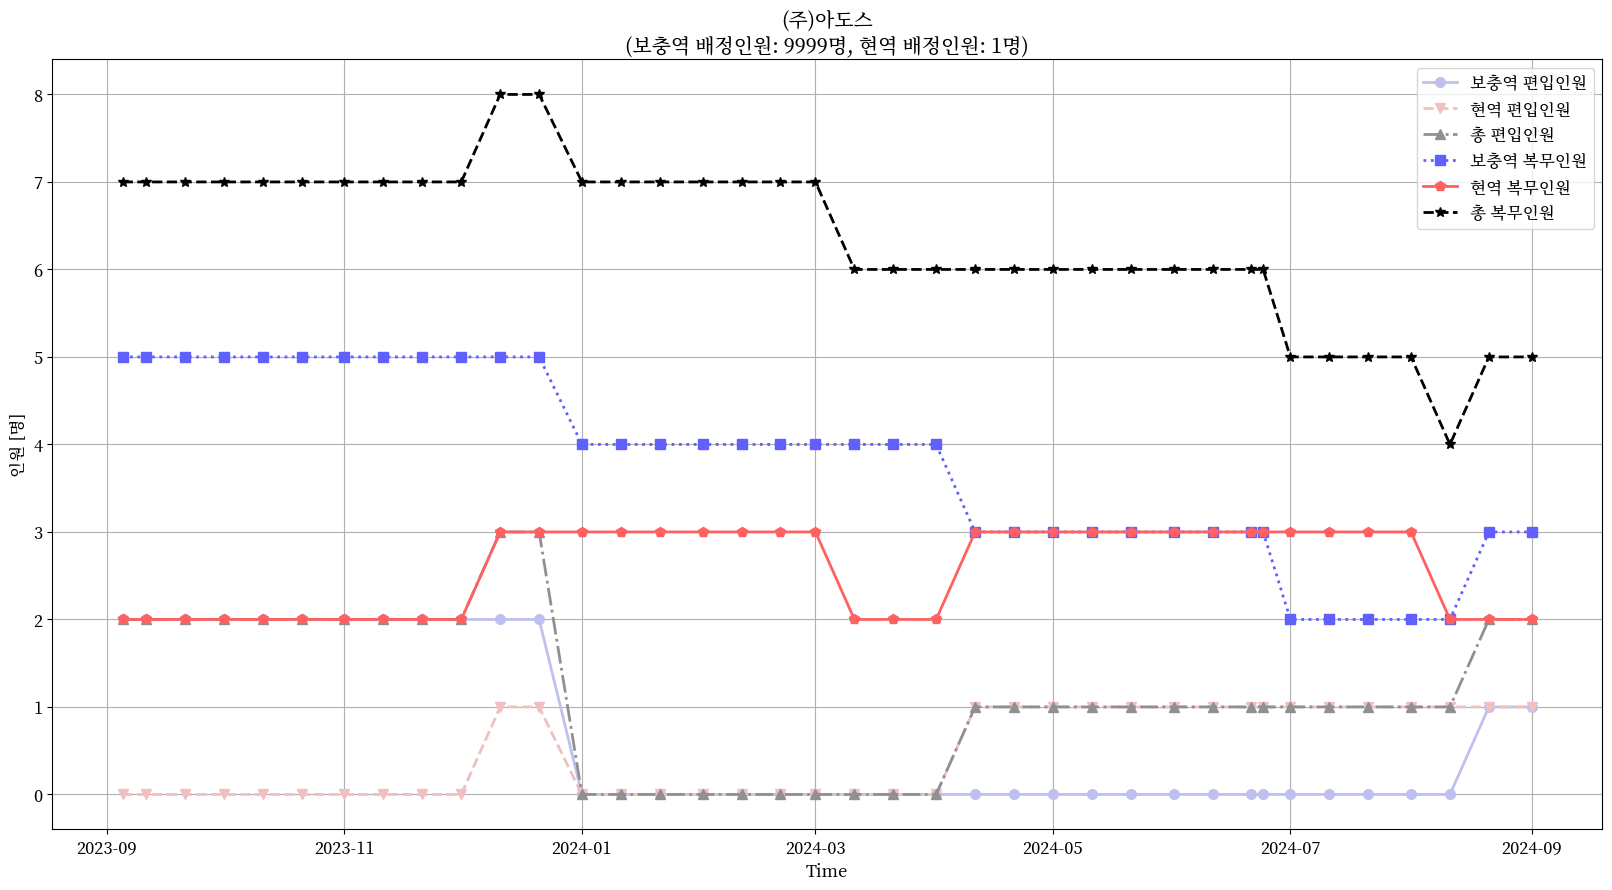 (주)아도스
(보충역 배정인원: 9999명, 현역 배정인원: 1명)
보충역 편입인원
현역 편입인원
총 편입인원
보충역 복무인원
현역 복무인원
총 복무인원
인원 [명]
8
7
6
5
4
3
2
1
0
2023-09
2023-11
2024-01
2024-03
2024-05
2024-07
2024-09
Time